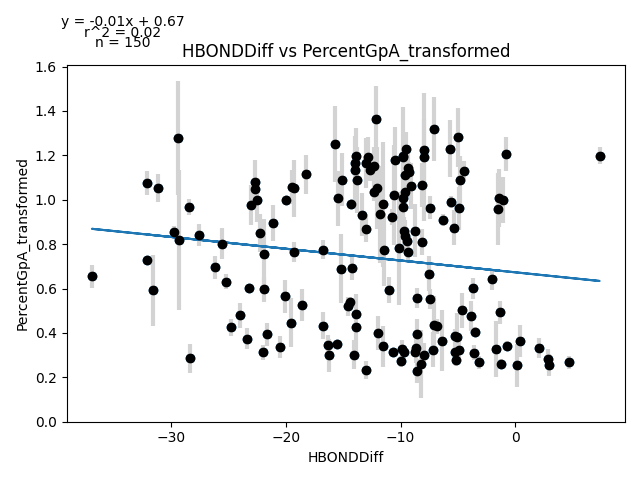 y = -0.01x + 0.67
r^2 = 0.02
n = 150
HBONDDiff vs PercentGpA_transformed
1.6
1.4
1.2
1.0
0.8
0.6
0.4
0.2
0.0
PercentGpA_transformed
−30 −20 −10 0
HBONDDiff